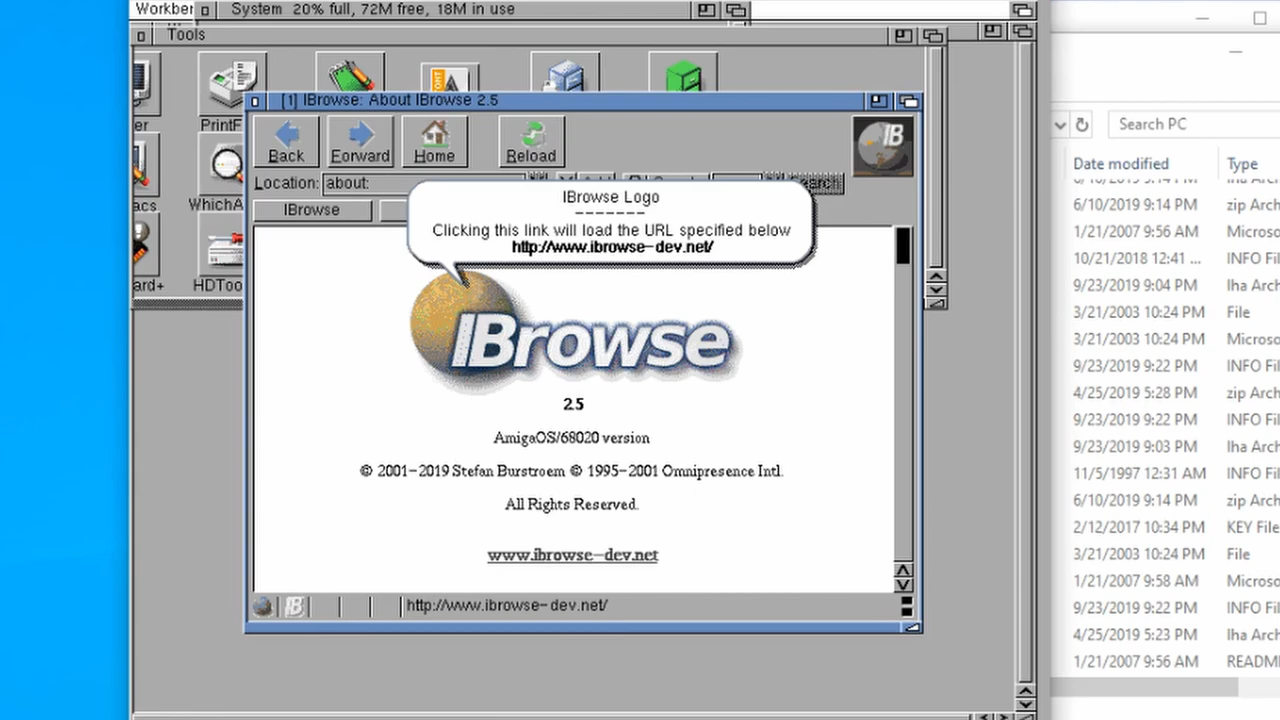 Workber
System 20% full, 72M free, 18M in use
Tools
er
PrintF
[1] IBrowse: About IBrowse 2.5
Back
Forward
Home
Reload
IB
Location:
about:
acs
WhichA
IBrowse
IBrowse Logo
-------
Clicking this link will load the URL specified below
http://www.ibrowse-dev.net/
ard+
HDToo
IBrowse
2.5
AmigaOS/68020 version
© 2001-2019 Stefan Burstroem © 1995-2001 Omnipresence Intl.
All Rights Reserved.
www.ibrowse-dev.net
http://www.ibrowse-dev.net/
Search PC
Date modified
Type
6/10/2019 9:14 PM
zip Arch
1/21/2007 9:56 AM
Microso
10/21/2018 12:41 ...
INFO Fil
9/23/2019 9:04 PM
lha Arch
3/21/2003 10:24 PM
File
3/21/2003 10:24 PM
Microso
9/23/2019 9:22 PM
INFO Fil
4/25/2019 5:28 PM
zip Arch
9/23/2019 9:22 PM
INFO Fil
9/23/2019 9:03 PM
lha Arch
11/5/1997 12:31 AM
INFO Fil
6/10/2019 9:14 PM
zip Arch
2/12/2017 10:34 PM
KEY File
3/21/2003 10:24 PM
File
1/21/2007 9:58 AM
Microso
9/23/2019 9:22 PM
INFO Fil
4/25/2019 5:23 PM
lha Arch
1/21/2007 9:56 AM
README